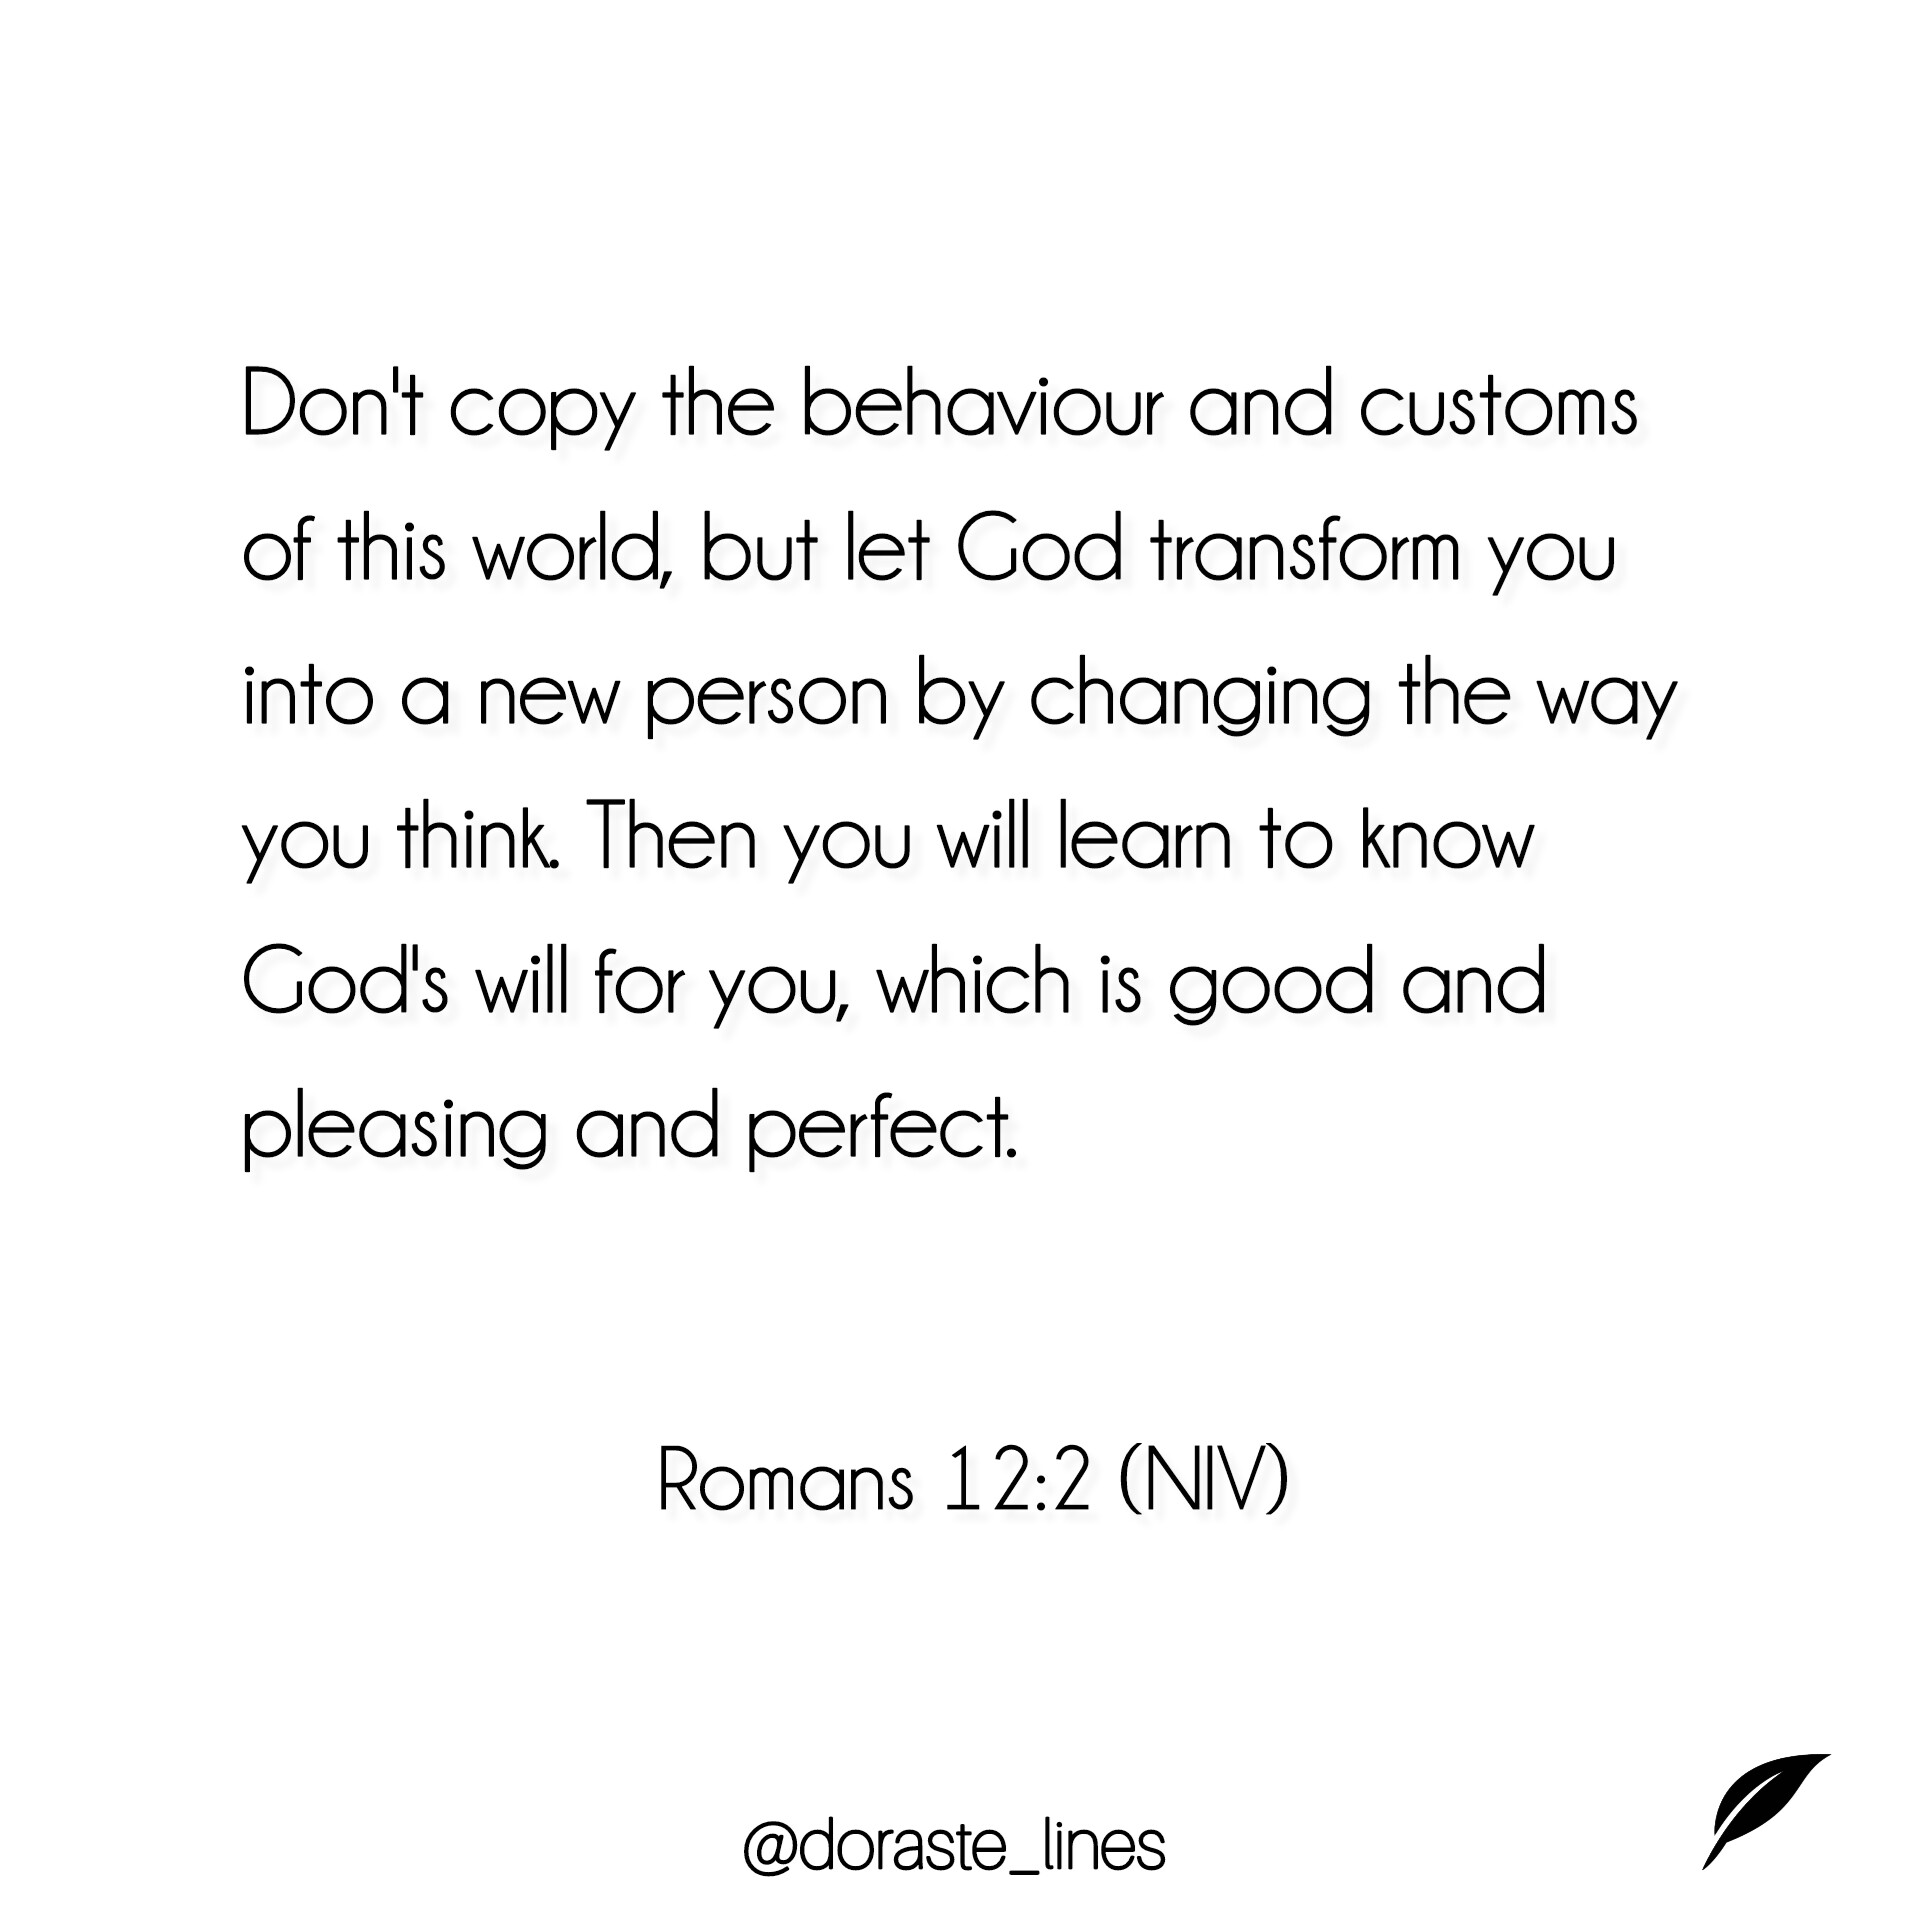 Don't copy the behaviour and customs
of this world, but let God transform you
into a new person by changing the way
you think. Then you will learn to know
God's will for you, which is good and
pleasing and perfect.
Romans 12:2 (NIV)
@doraste_lines